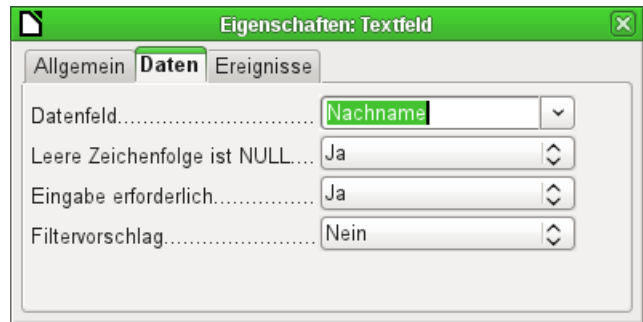 Eigenschaften: Textfeld
Allgemein Daten Ereignisse
Datenfeld.............................. Nachname
Leere Zeichenfolge ist NULL.... Ja
Eingabe erforderlich................ Ja
Filtervorschlag........................ Nein